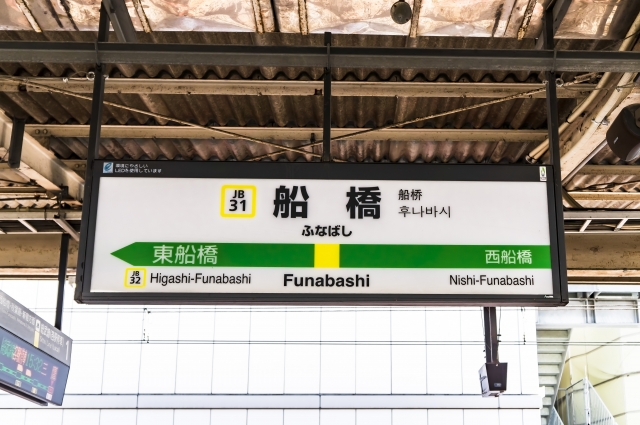 環境にやさしい
LEDを使用しています
JB
31
船橋
船桥
후나바시
ふなばし
東船橋
西船橋
JB
32
Higashi-Funabashi
Funabashi
Nishi-Funabashi